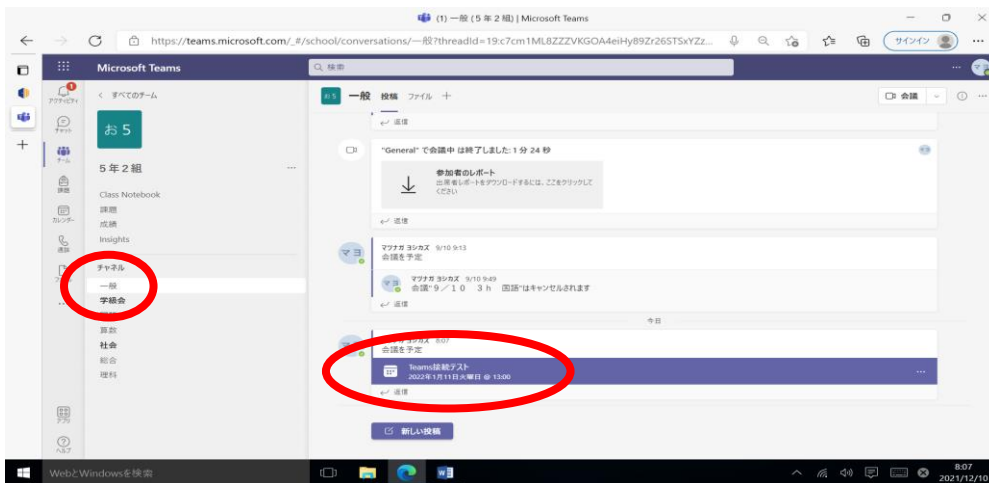 (1) 一般 (5 年 2 組) | Microsoft Teams
https://teams.microsoft.com/_#/school/conversations/一般?threadId=19:c7cm1ML8ZZZVKGOA4eiHy89Zr26STSxYZz...
サインイン
Microsoft Teams
検索
アクティビティ
チャット
チーム
課題
カレンダー
通話
アプリ
ヘルプ
すべてのチーム
お 5
5 年 2 組
Class Notebook
課題
成績
Insights
チャネル
一般
学級会
算数
社会
総合
理科
お 5
一般 投稿 ファイル
会議
返信
"General" で会議中 は終了しました: 1 分 24 秒
参加者のレポート
出席者レポートをダウンロードするには、ここをクリックして
ください
返信
マ ヨ
マツナガ ヨシカズ 9/10 9:13
会議を予定
マ ヨ
マツナガ ヨシカズ 9/10 9:49
会議"９／１０ ３ｈ 国語"はキャンセルされます
返信
今日
8:07
会議を予定
Teams接続テスト
2022年1月11日火曜日 @ 13:00
返信
新しい投稿
WebとWindowsを検索
8:07
2021/12/10